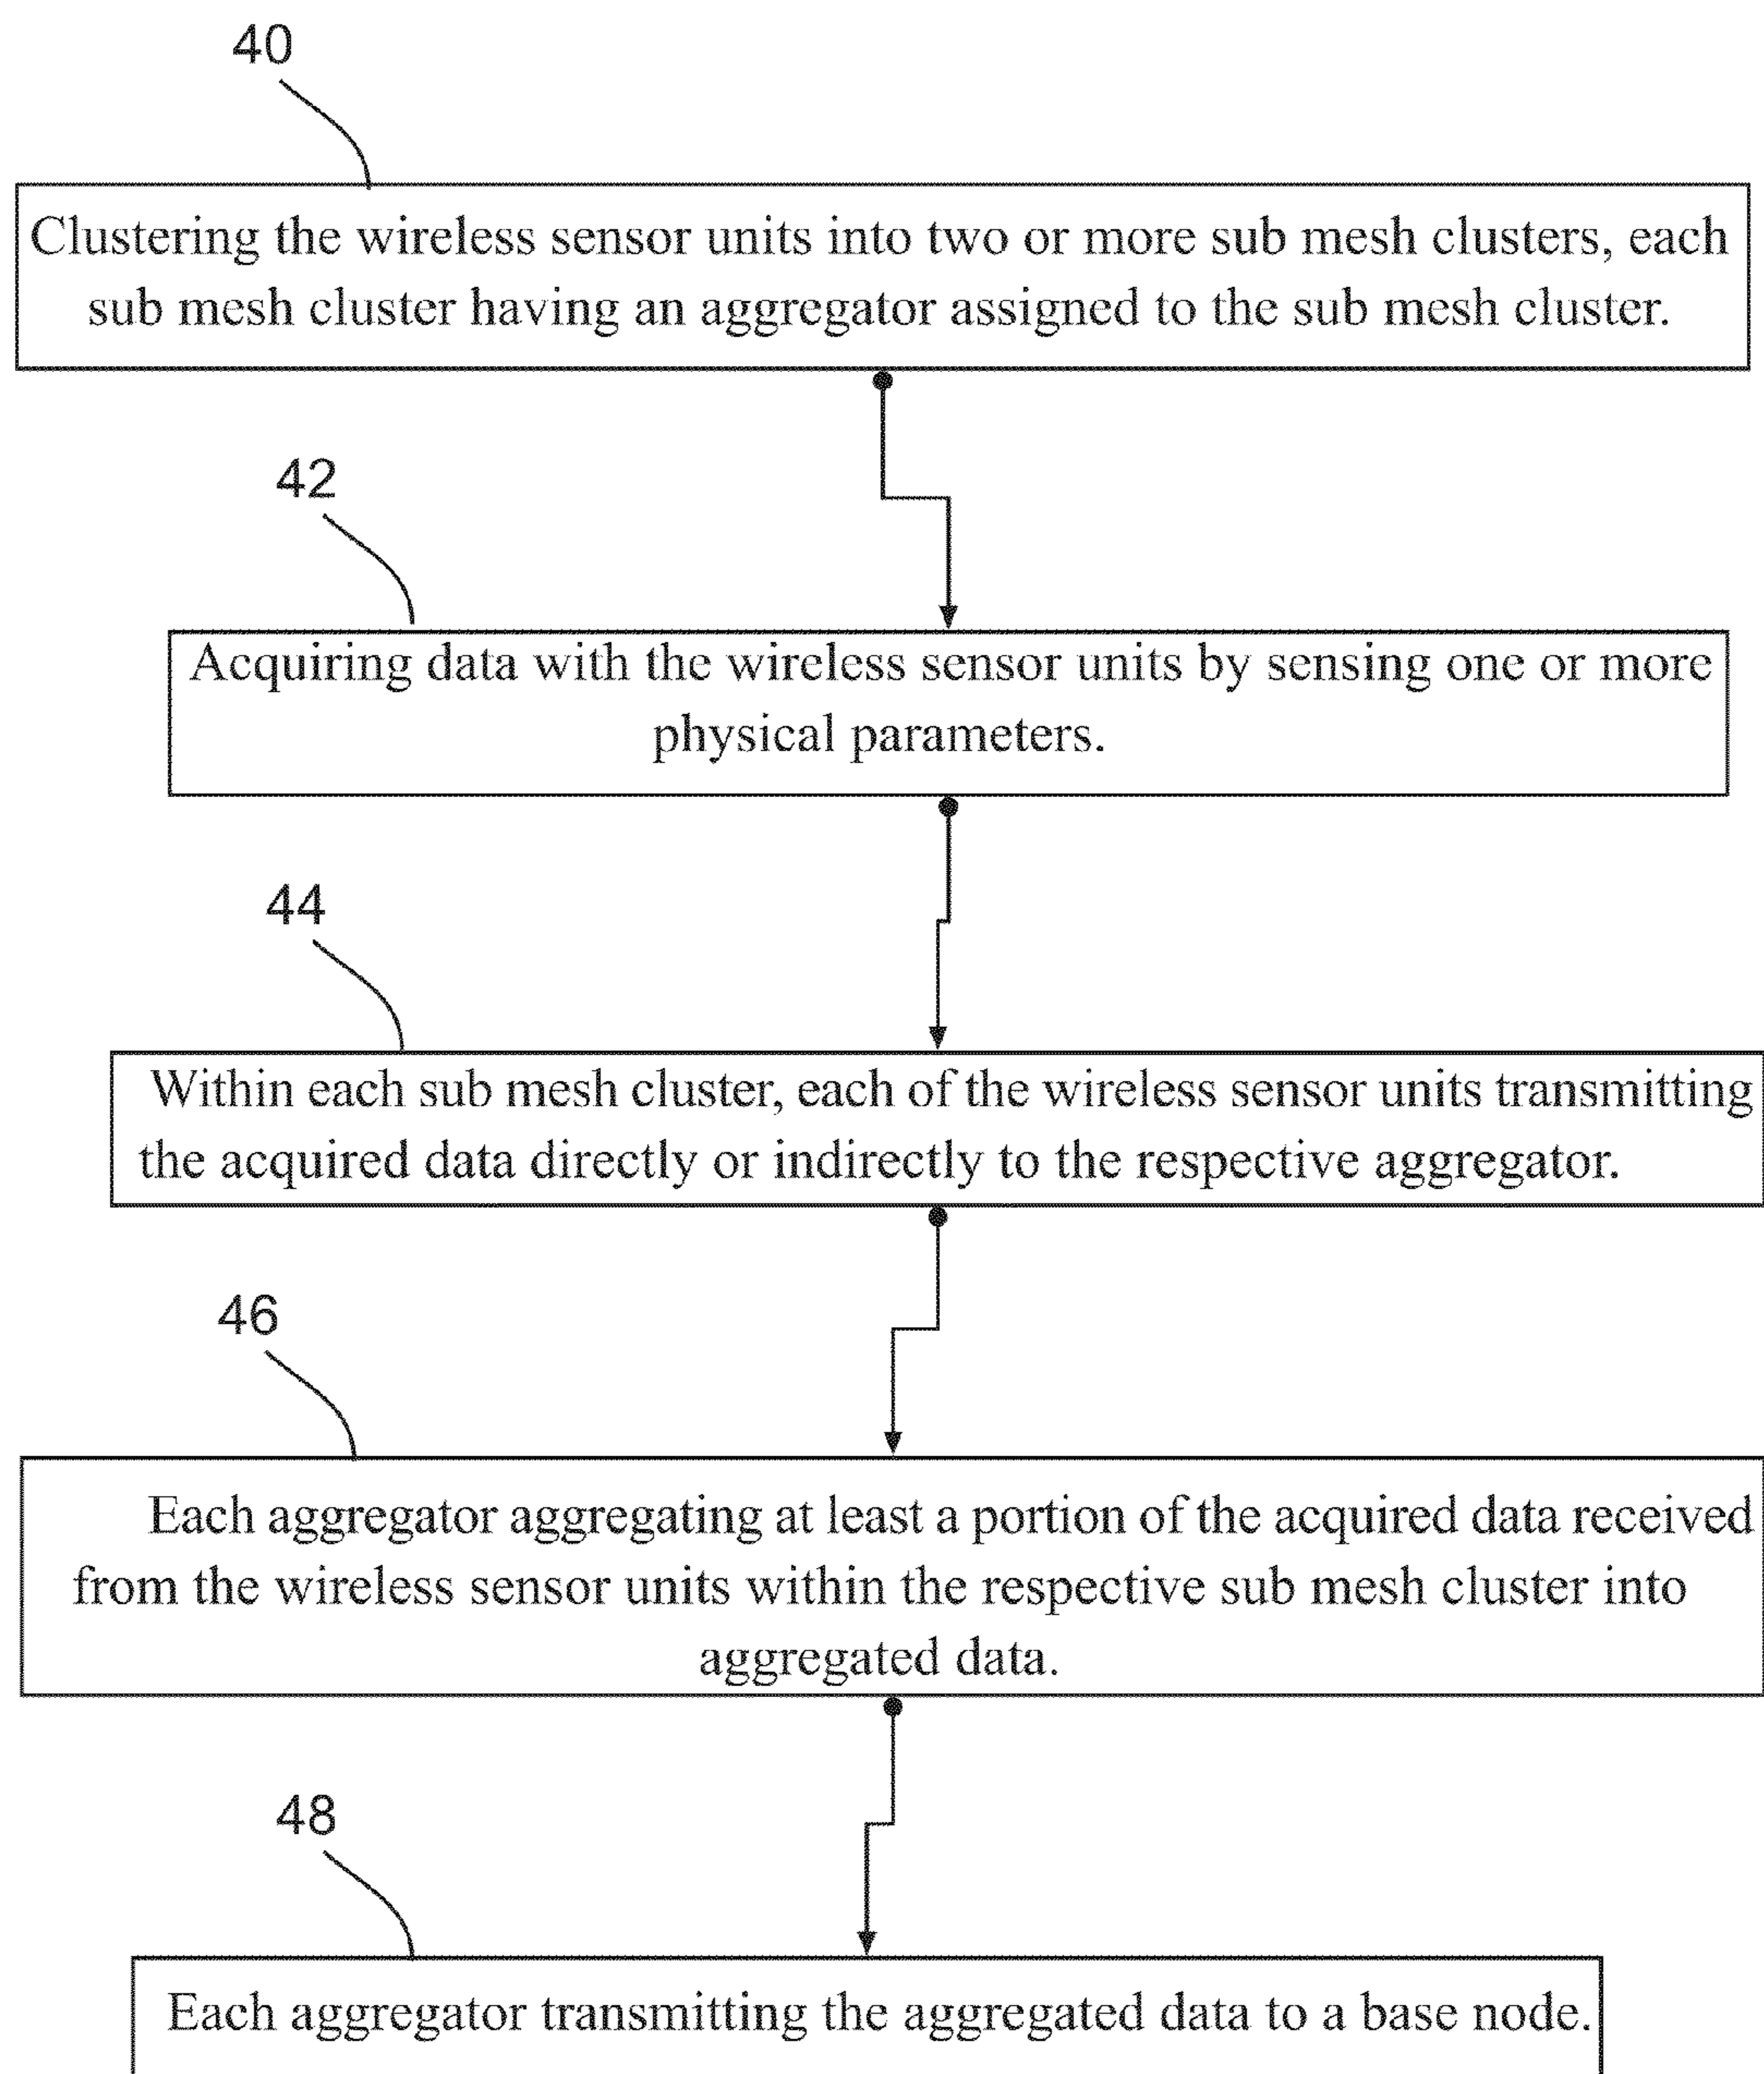 40
Clustering the wireless sensor units into two or more sub mesh clusters, each
sub mesh cluster having an aggregator assigned to the sub mesh cluster.
42
Acquiring data with the wireless sensor units by sensing one or more
physical parameters.
44
Within each sub mesh cluster, each of the wireless sensor units transmitting
the acquired data directly or indirectly to the respective aggregator.
46
Each aggregator aggregating at least a portion of the acquired data received
from the wireless sensor units within the respective sub mesh cluster into
aggregated data.
48
Each aggregator transmitting the aggregated data to a base node.